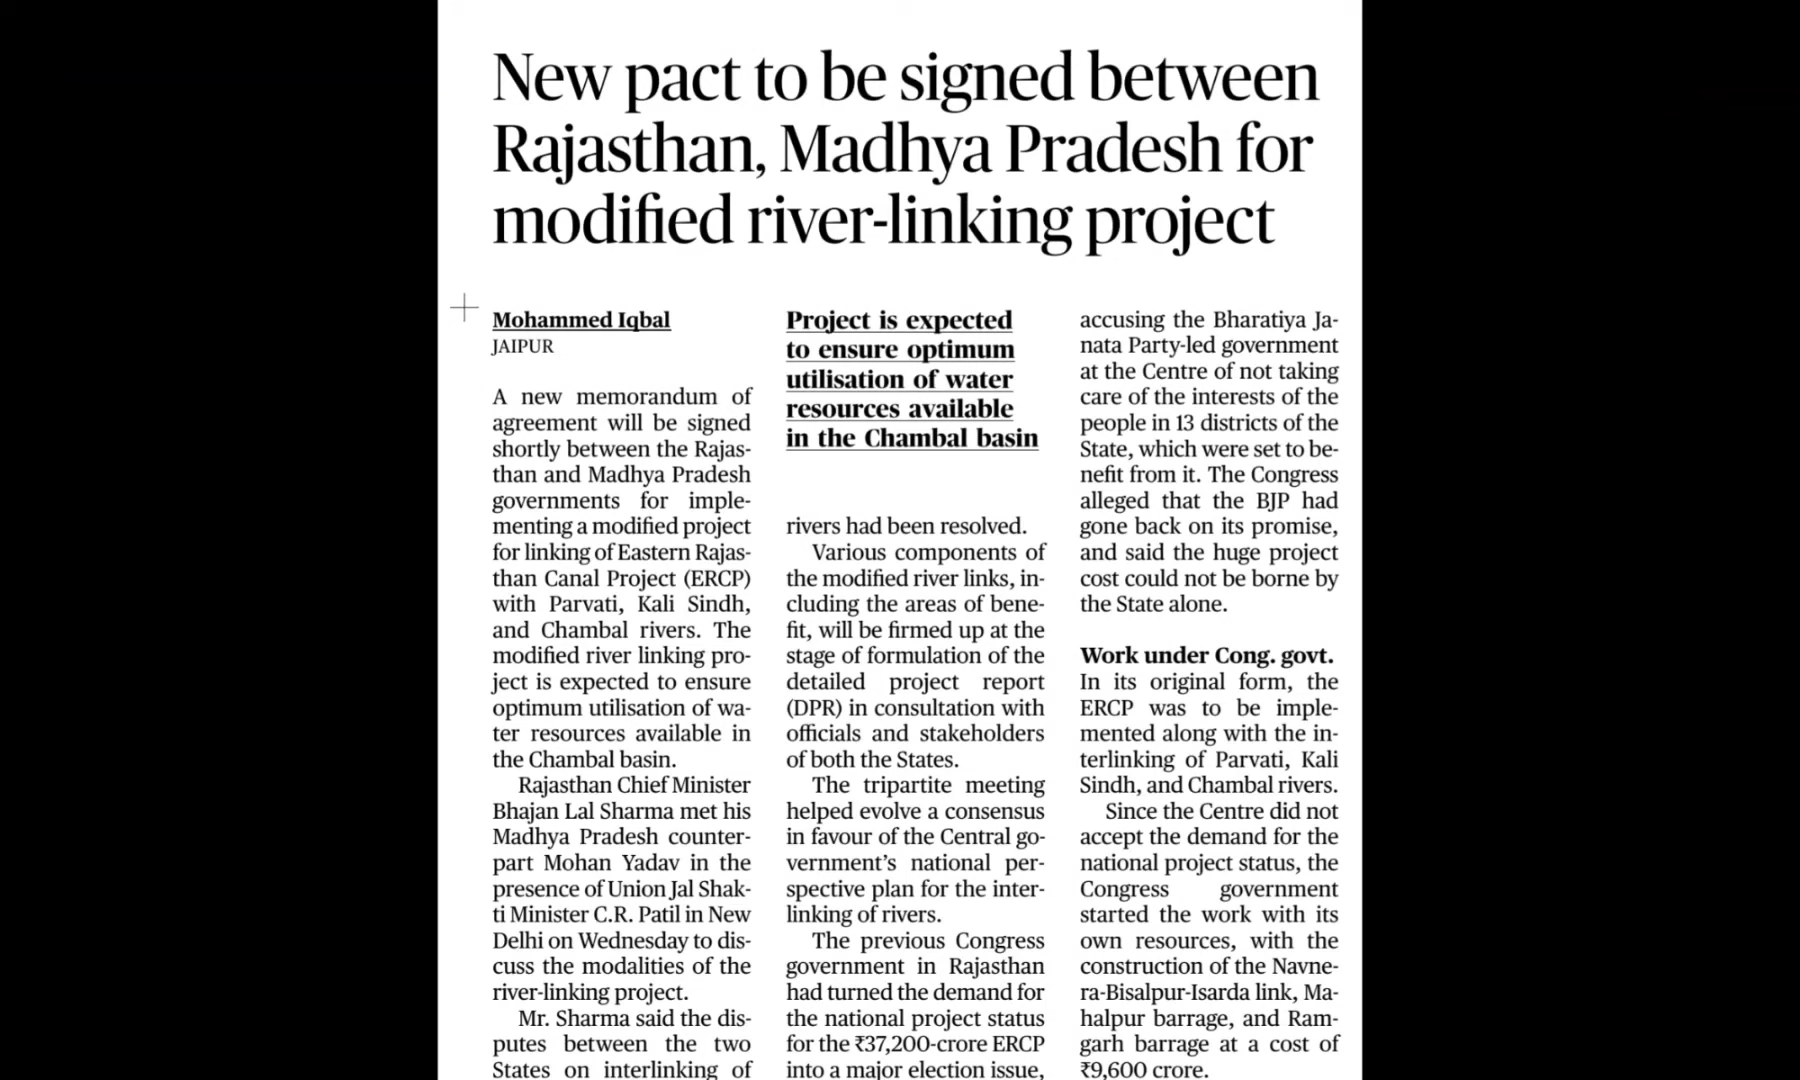 New pact to be signed between
Rajasthan, Madhya Pradesh for
modified river-linking project
Mohammed Iqbal
JAIPUR
A new memorandum of
agreement will be signed
shortly between the Rajas-
than and Madhya Pradesh
governments for imple-
menting a modified project
for linking of Eastern Rajas-
than Canal Project (ERCP)
with Parvati, Kali Sindh,
and Chambal rivers. The
modified river linking pro-
ject is expected to ensure
optimum utilisation of wa-
ter resources available in
the Chambal basin.
Rajasthan Chief Minister
Bhajan Lal Sharma met his
Madhya Pradesh counter-
part Mohan Yadav in the
presence of Union Jal Shak-
ti Minister C.R. Patil in New
Delhi on Wednesday to dis-
cuss the modalities of the
river-linking project.
Mr. Sharma said the dis-
putes between the two
States on interlinking of
Project is expected
to ensure optimum
utilisation of water
resources available
in the Chambal basin
rivers had been resolved.
Various components of
the modified river links, in-
cluding the areas of bene-
fit, will be firmed up at the
stage of formulation of the
detailed project report
(DPR) in consultation with
officials and stakeholders
of both the States.
The tripartite meeting
helped evolve a consensus
in favour of the Central go-
vernment’s national per-
spective plan for the inter-
linking of rivers.
The previous Congress
government in Rajasthan
had turned the demand for
the national project status
for the ₹37,200-crore ERCP
into a major election issue,
accusing the Bharatiya Ja-
nata Party-led government
at the Centre of not taking
care of the interests of the
people in 13 districts of the
State, which were set to be-
nefit from it. The Congress
alleged that the BJP had
gone back on its promise,
and said the huge project
cost could not be borne by
the State alone.
Work under Cong. govt.
In its original form, the
ERCP was to be imple-
mented along with the in-
terlinking of Parvati, Kali
Sindh, and Chambal rivers.
Since the Centre did not
accept the demand for the
national project status, the
Congress government
started the work with its
own resources, with the
construction of the Navne-
ra-Bisalpur-Isarda link, Ma-
halpur barrage, and Ram-
garh barrage at a cost of
₹9,600 crore.